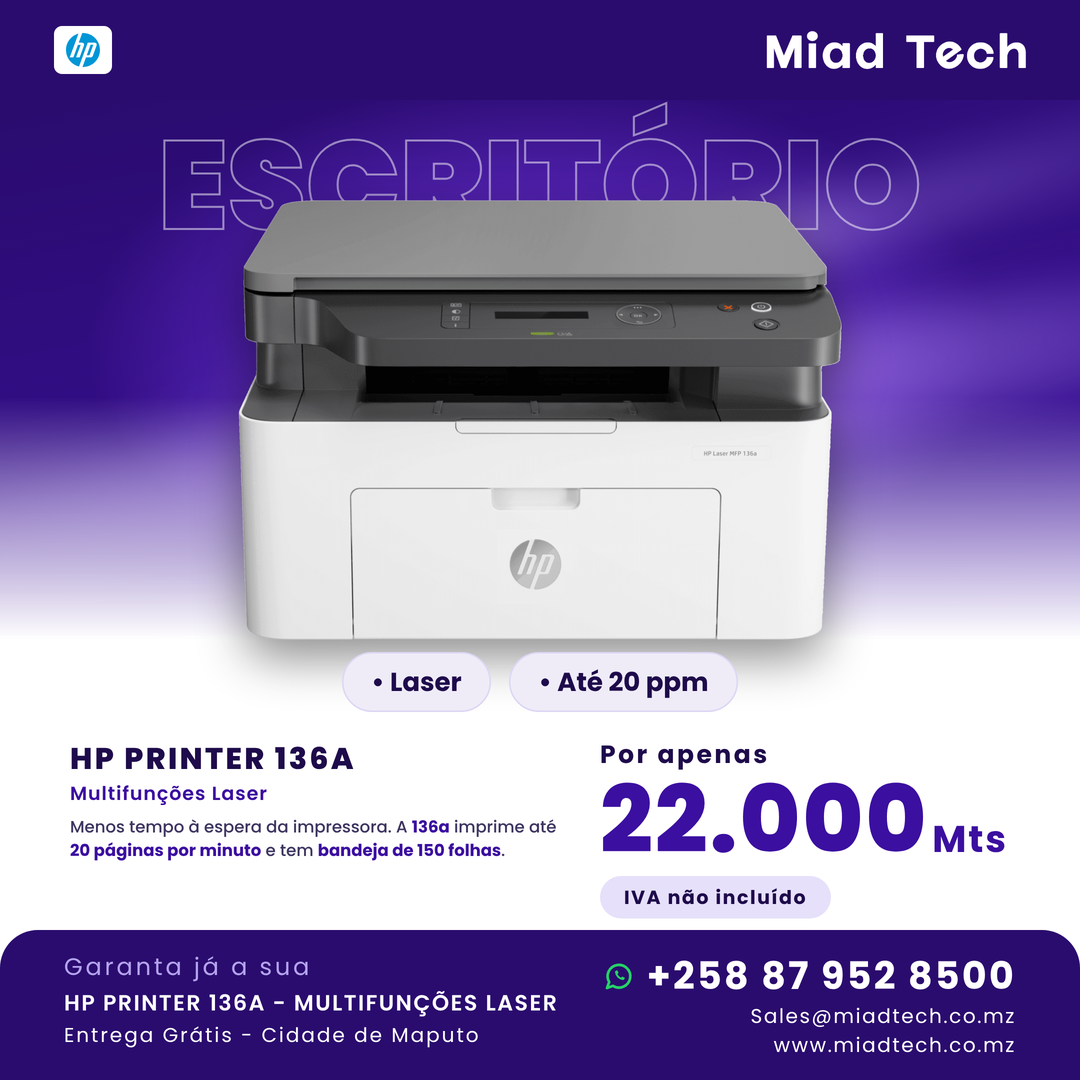 hp
Miad Tech
ESCRITÓRIO
OK
HP Laser MFP 136a
hp
• Laser
• Até 20 ppm
HP PRINTER 136A
Multifunções Laser
Menos tempo à espera da impressora. A 136a imprime até
20 páginas por minuto e tem bandeja de 150 folhas.
Por apenas
22.000 Mts
IVA não incluído
Garanta já a sua
HP PRINTER 136A - MULTIFUNÇÕES LASER
Entrega Grátis - Cidade de Maputo
+258 87 952 8500
Sales@miadtech.co.mz
www.miadtech.co.mz